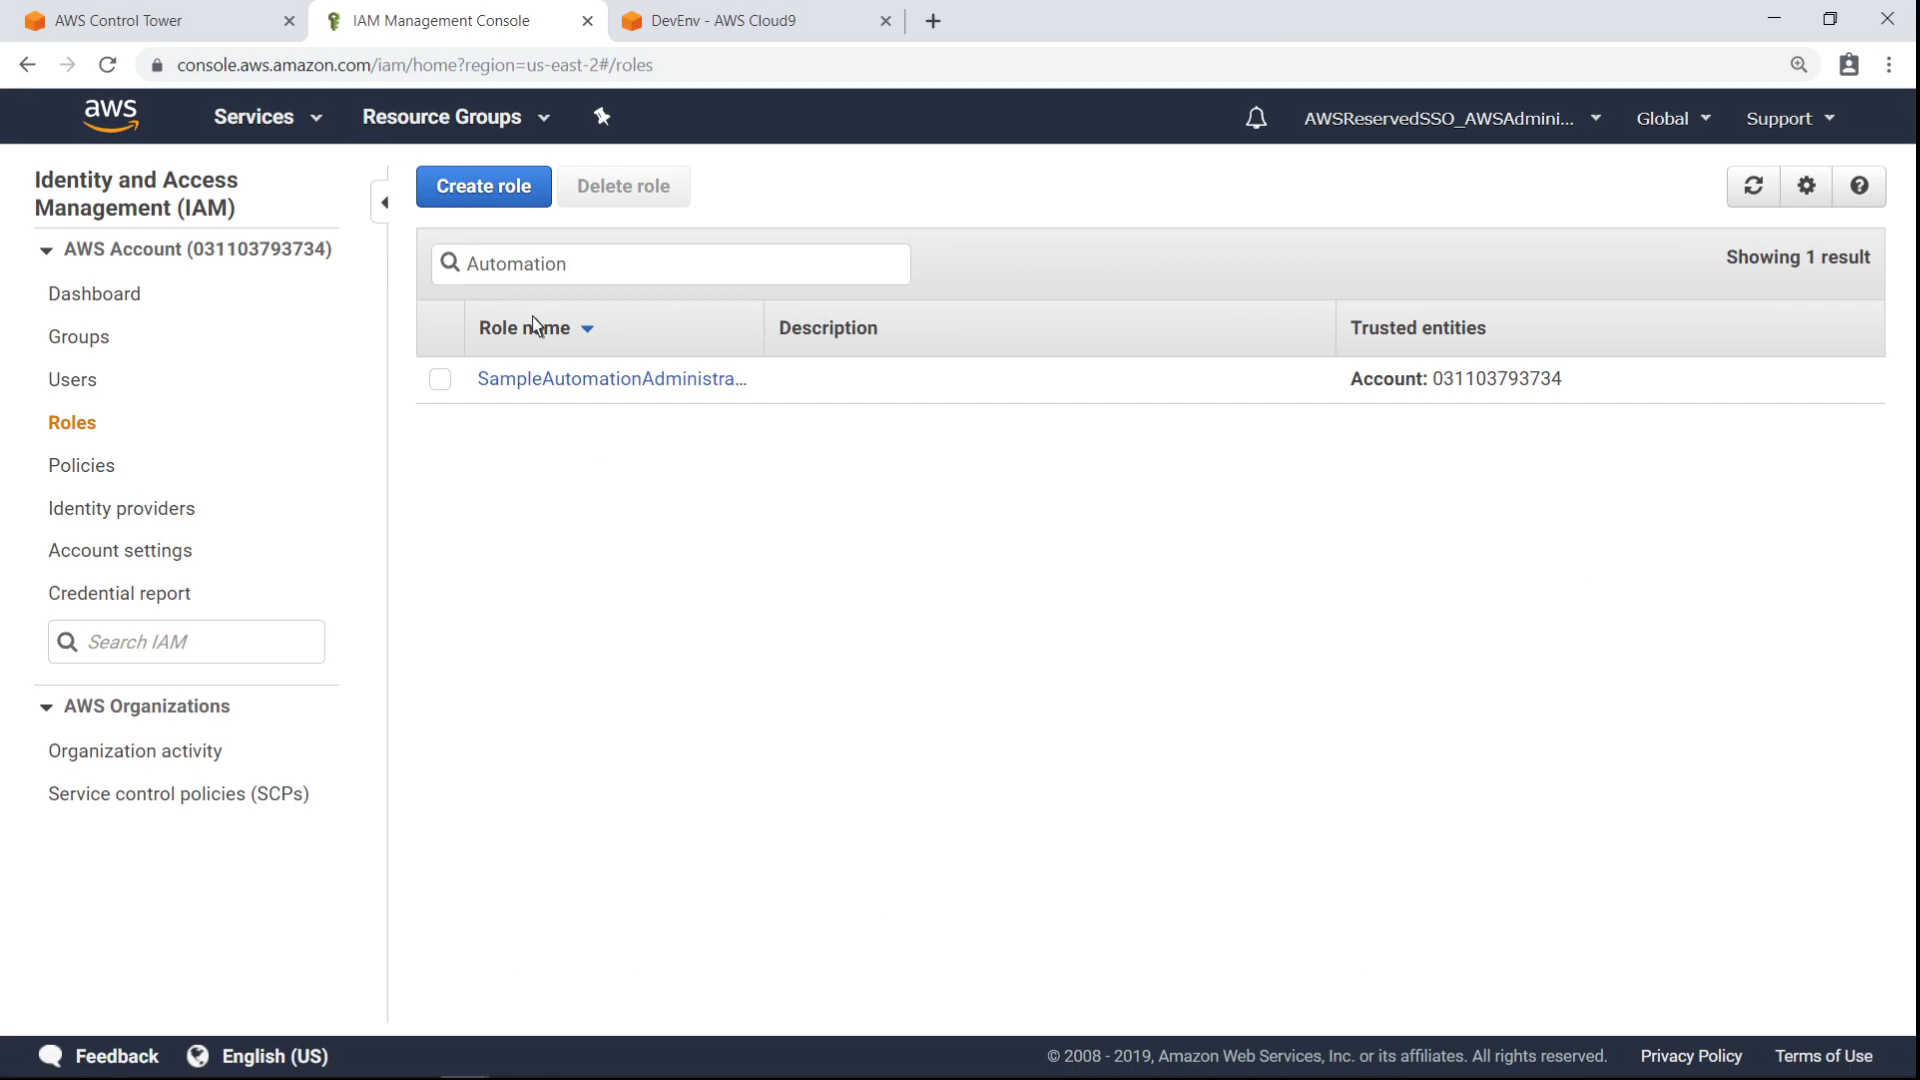 AWS Control Tower
IAM Management Console
DevEnv - AWS Cloud9
console.aws.amazon.com/iam/home?region=us-east-2#/roles
aws
Services
Resource Groups
AWSReservedSSO_AWSAdmini...
Global
Support
Identity and Access
Management (IAM)
AWS Account (031103793734)
Dashboard
Groups
Users
Roles
Policies
Identity providers
Account settings
Credential report
Search IAM
AWS Organizations
Organization activity
Service control policies (SCPs)
Create role
Delete role
Automation
Showing 1 result
Role name
Description
Trusted entities
SampleAutomationAdministra...
Account: 031103793734
Feedback
English (US)
© 2008 - 2019, Amazon Web Services, Inc. or its affiliates. All rights reserved.
Privacy Policy
Terms of Use